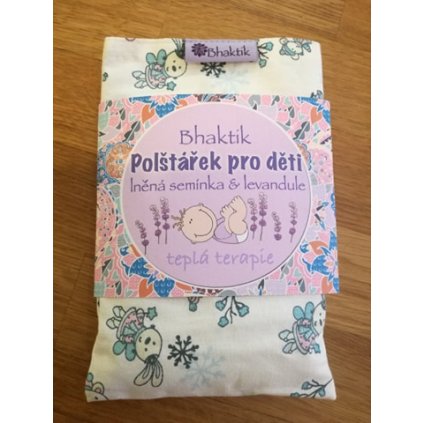 Bhaktik
Bhaktik
Polštářek pro děti
lněná semínka & levandule
teplá terapie